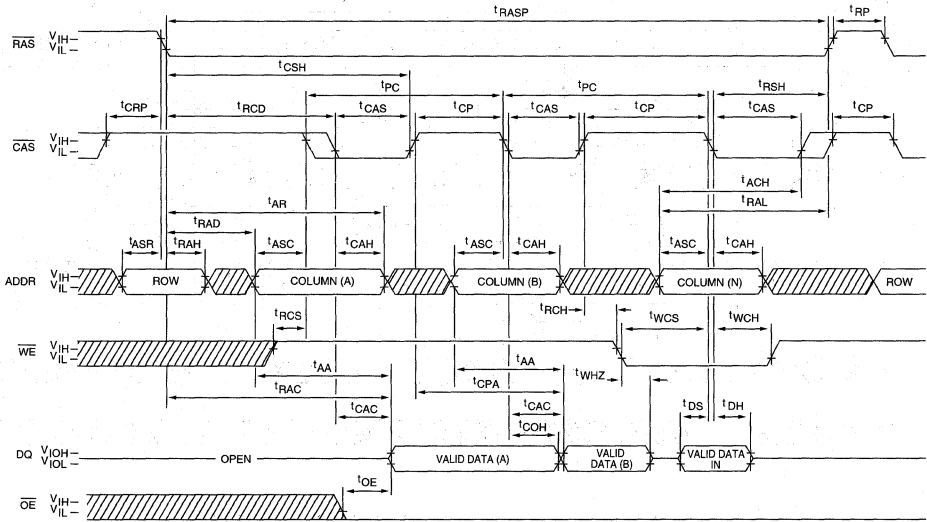 tRASP
tRP
RAS VIH
VIL
tCSH
tPC
tPC
tRSH
tCRP
tRCD
tCAS
tCP
tCAS
tCP
tCAS
tCP
CAS VIH
VIL
tACH
tAR
tRAL
tRAD
tASR
tRAH
tASC
tCAH
tASC
tCAH
tASC
tCAH
ADDR VIH
VIL
ROW
COLUMN (A)
COLUMN (B)
COLUMN (N)
ROW
tRCS
tRCH
tWCS
tWCH
WE VIH
VIL
tAA
tAA
tWHZ
tRAC
tCPA
tCAC
tCAC
tDS
tDH
tCOH
DQ VIOH
VIOL
OPEN
VALID DATA (A)
VALID
DATA (B)
VALID DATA
IN
tOE
OE VIH
VIL